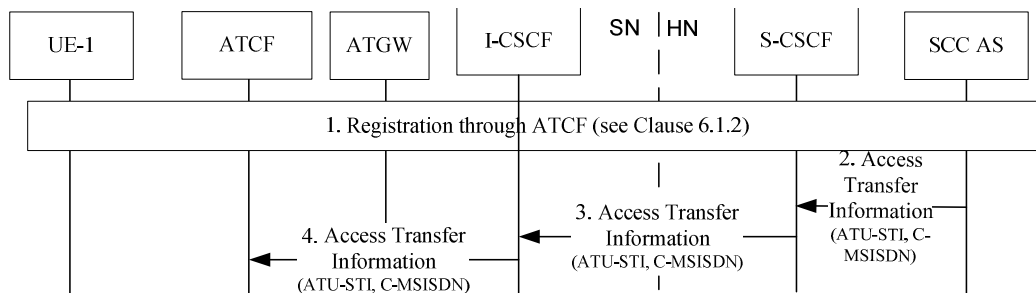 UE-1
ATCF
ATGW
I-CSCF
SN
HN
S-CSCF
SCC AS
1. Registration through ATCF (see Clause 6.1.2)
2. Access
Transfer
Information
(ATU-STI, C-
MSISDN)
3. Access Transfer
Information
(ATU-STI, C-MSISDN)
4. Access Transfer
Information
(ATU-STI, C-MSISDN)